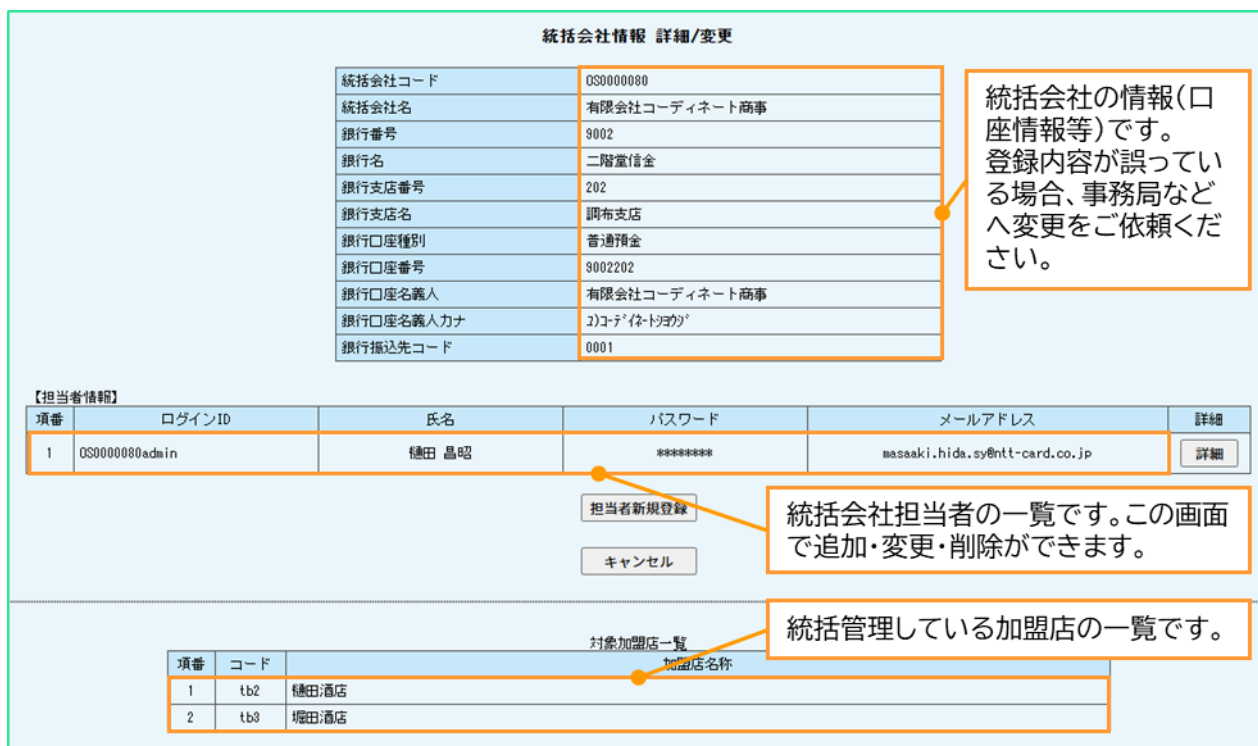 統括会社情報 詳細/変更
統括会社コード OS0000080
統括会社名 有限会社コーディネート商事
銀行番号 9002
銀行名 二階堂信金
銀行支店番号 202
銀行支店名 調布支店
銀行口座種別 普通預金
銀行口座番号 9002202
銀行口座名義人 有限会社コーディネート商事
銀行口座名義人カナ ユ)コーデイネートシヨウジ
銀行振込先コード 0001
統括会社の情報(口
座情報等)です。
登録内容が誤ってい
る場合、事務局など
へ変更をご依頼くだ
さい。
【担当者情報】
項番 ログインID 氏名 パスワード メールアドレス 詳細
1 OS0000080admin 樋田 昌昭 ******** masaaki.hida.sy@ntt-card.co.jp 詳細
担当者新規登録
キャンセル
統括会社担当者の一覧です。この画面
で追加・変更・削除ができます。
統括管理している加盟店の一覧です。
対象加盟店一覧
項番 コード 加盟店名称
1 tb2 樋田酒店
2 tb3 堀田酒店